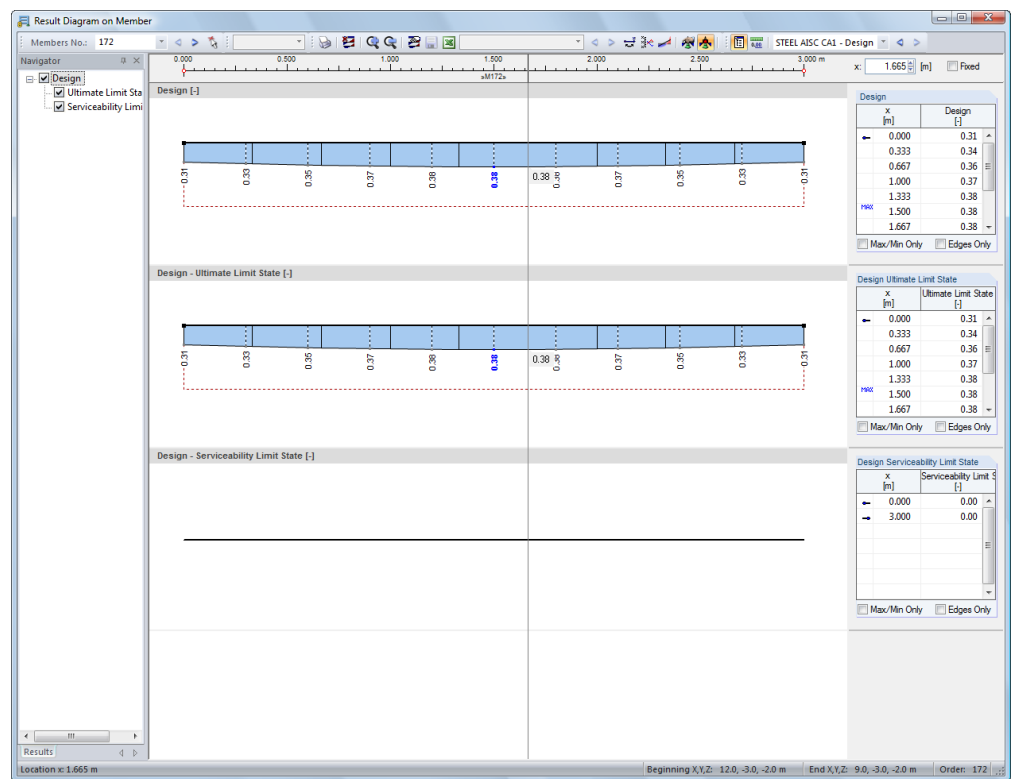 Result Diagram on Member
Members No.: 172
STEEL AISC CA1 - Design
Navigator
Design
Ultimate Limit Sta
Serviceability Limi
0.000 0.500 1.000 1.500 2.000 2.500 3.000 m
»M172«
x: 1.665 [m] Fixed
Design [-]
0.31 0.33 0.35 0.37 0.38 0.38 0.38 0.38 0.37 0.35 0.33 0.31
Design
x Design
[m] [-]
0.000 0.31
0.333 0.34
0.667 0.36
1.000 0.37
1.333 0.38
MAX 1.500 0.38
1.667 0.38
Max/Min Only Edges Only
Design - Ultimate Limit State [-]
0.31 0.33 0.35 0.37 0.38 0.38 0.38 0.38 0.37 0.35 0.33 0.31
Design Ultimate Limit State
x Ultimate Limit State
[m] [-]
0.000 0.31
0.333 0.34
0.667 0.36
1.000 0.37
1.333 0.38
MAX 1.500 0.38
1.667 0.38
Max/Min Only Edges Only
Design - Serviceability Limit State [-]
Design Serviceability Limit State
x Serviceability Limit S
[m] [-]
0.000 0.00
3.000 0.00
Max/Min Only Edges Only
Results
Location x: 1.665 m
Beginning X,Y,Z: 12.0, -3.0, -2.0 m End X,Y,Z: 9.0, -3.0, -2.0 m Order: 172